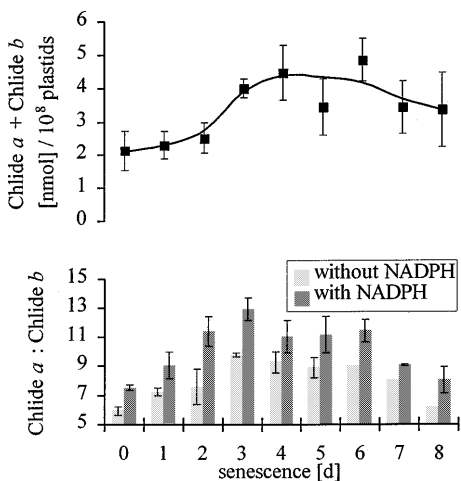 Chlide a + Chlide b
[nmol] / 10⁸ plastids
6
5
4
3
2
1
0
Chlide a : Chlide b
without NADPH
with NADPH
15
13
11
9
7
5
0 1 2 3 4 5 6 7 8
senescence [d]